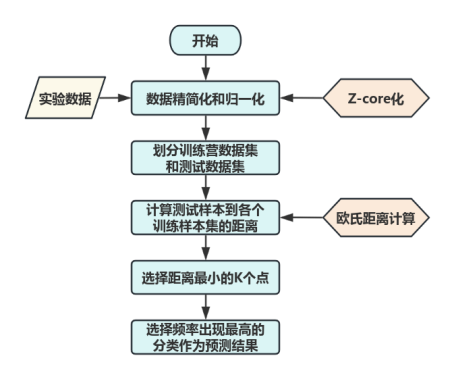 开始
实验数据
数据精简化和归一化
Z-core化
划分训练营数据集
和测试数据集
计算测试样本到各个
训练样本集的距离
欧氏距离计算
选择距离最小的K个点
选择频率出现最高的
分类作为预测结果